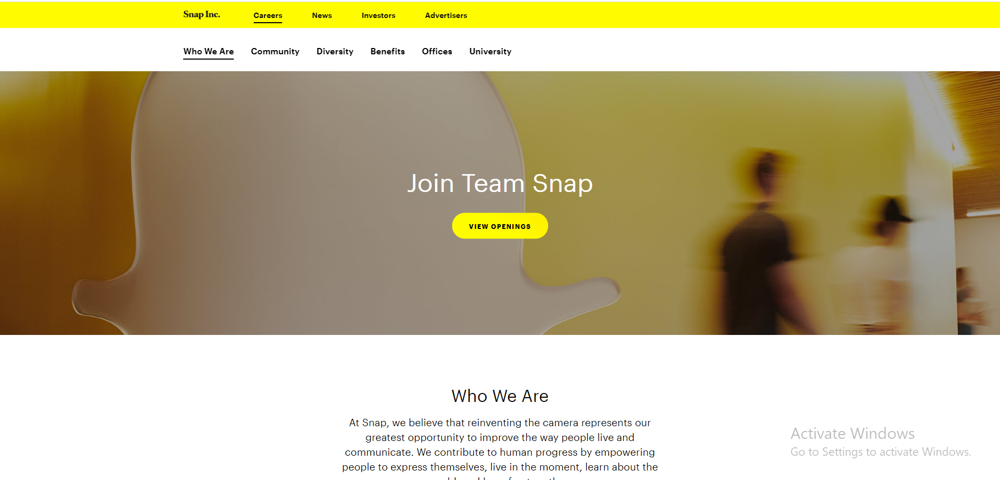 Snap Inc. Careers News Investors Advertisers
Who We Are Community Diversity Benefits Offices University
Join Team Snap
VIEW OPENINGS
Who We Are
At Snap, we believe that reinventing the camera represents our
greatest opportunity to improve the way people live and
communicate. We contribute to human progress by empowering
people to express themselves, live in the moment, learn about the
Activate Windows
Go to Settings to activate Windows.